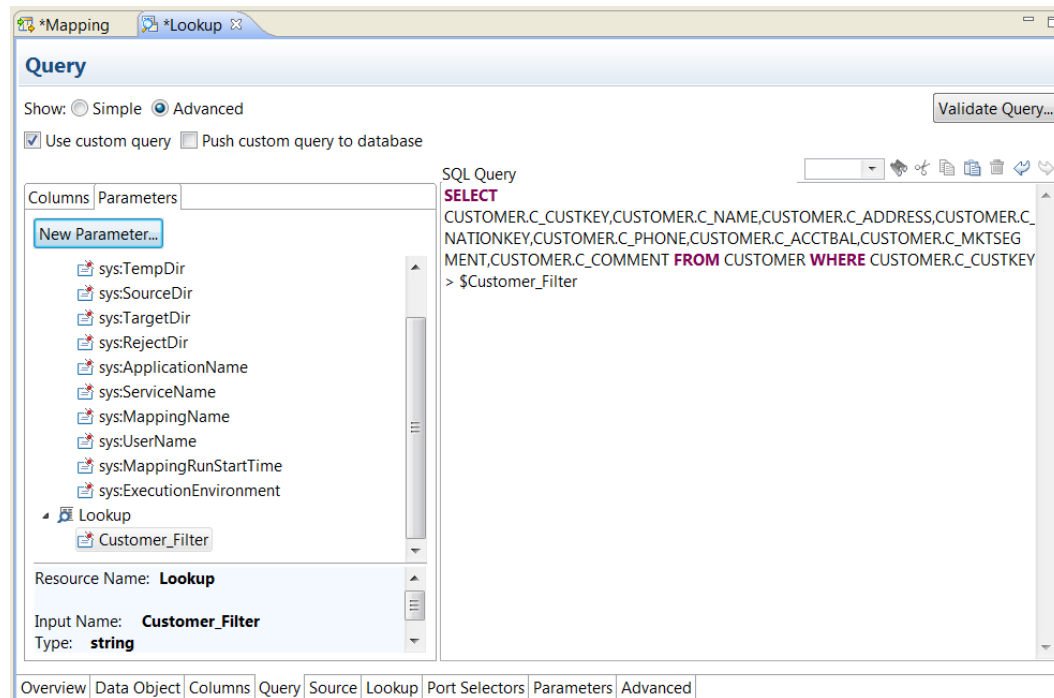 *Mapping *Lookup
Query
Show: Simple Advanced
Validate Query...
Use custom query Push custom query to database
SQL Query
Columns Parameters
New Parameter...
sys:TempDir
sys:SourceDir
sys:TargetDir
sys:RejectDir
sys:ApplicationName
sys:ServiceName
sys:MappingName
sys:UserName
sys:MappingRunStartTime
sys:ExecutionEnvironment
Lookup
Customer_Filter
Resource Name: Lookup
Input Name: Customer_Filter
Type: string
SELECT
CUSTOMER.C_CUSTKEY,CUSTOMER.C_NAME,CUSTOMER.C_ADDRESS,CUSTOMER.C_
NATIONKEY,CUSTOMER.C_PHONE,CUSTOMER.C_ACCTBAL,CUSTOMER.C_MKTSEG
MENT,CUSTOMER.C_COMMENT FROM CUSTOMER WHERE CUSTOMER.C_CUSTKEY
> $Customer_Filter
Overview Data Object Columns Query Source Lookup Port Selectors Parameters Advanced